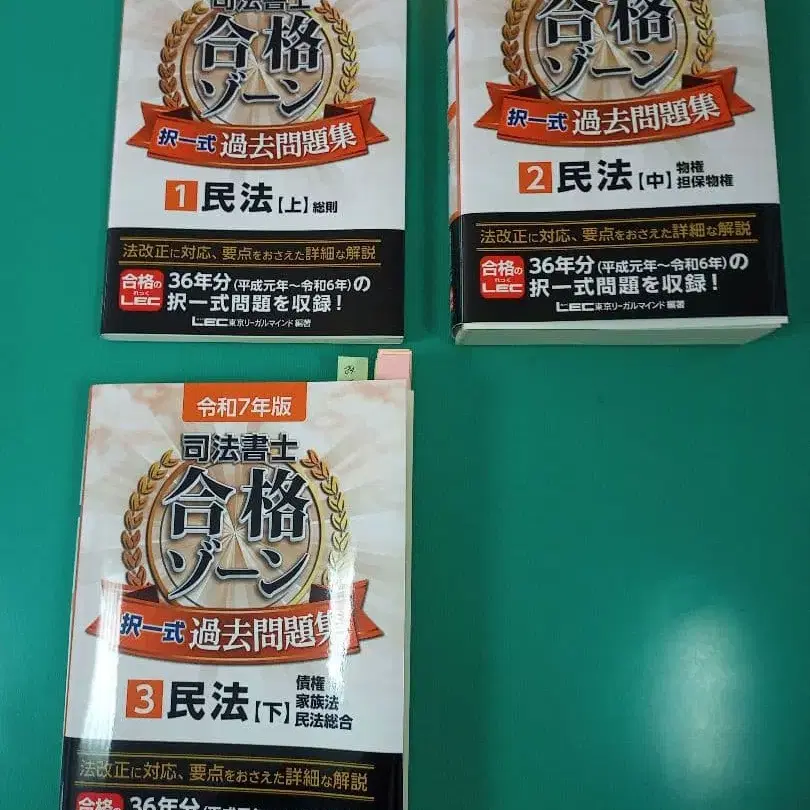 司法書士
合格
ゾーン
択一式 過去問題集
1 民法【上】総則
法改正に対応、要点をおさえた詳細な解説
合格の
LEC
36年分(平成元年~令和6年)の
択一式問題を収録!
LEC東京リーガルマインド 編著
合格
ゾーン
択一式 過去問題集
2 民法【中】物権
担保物権
法改正に対応、要点をおさえた詳細な解説
合格の
LEC
36年分(平成元年~令和6年)の
択一式問題を収録!
LEC東京リーガルマインド 編著
令和7年版
司法書士
合格
ゾーン
択一式 過去問題集
3 民法【下】債権
家族法
民法総合
法改正に対応、要点をおさえた詳細な解説
合格の
36年分